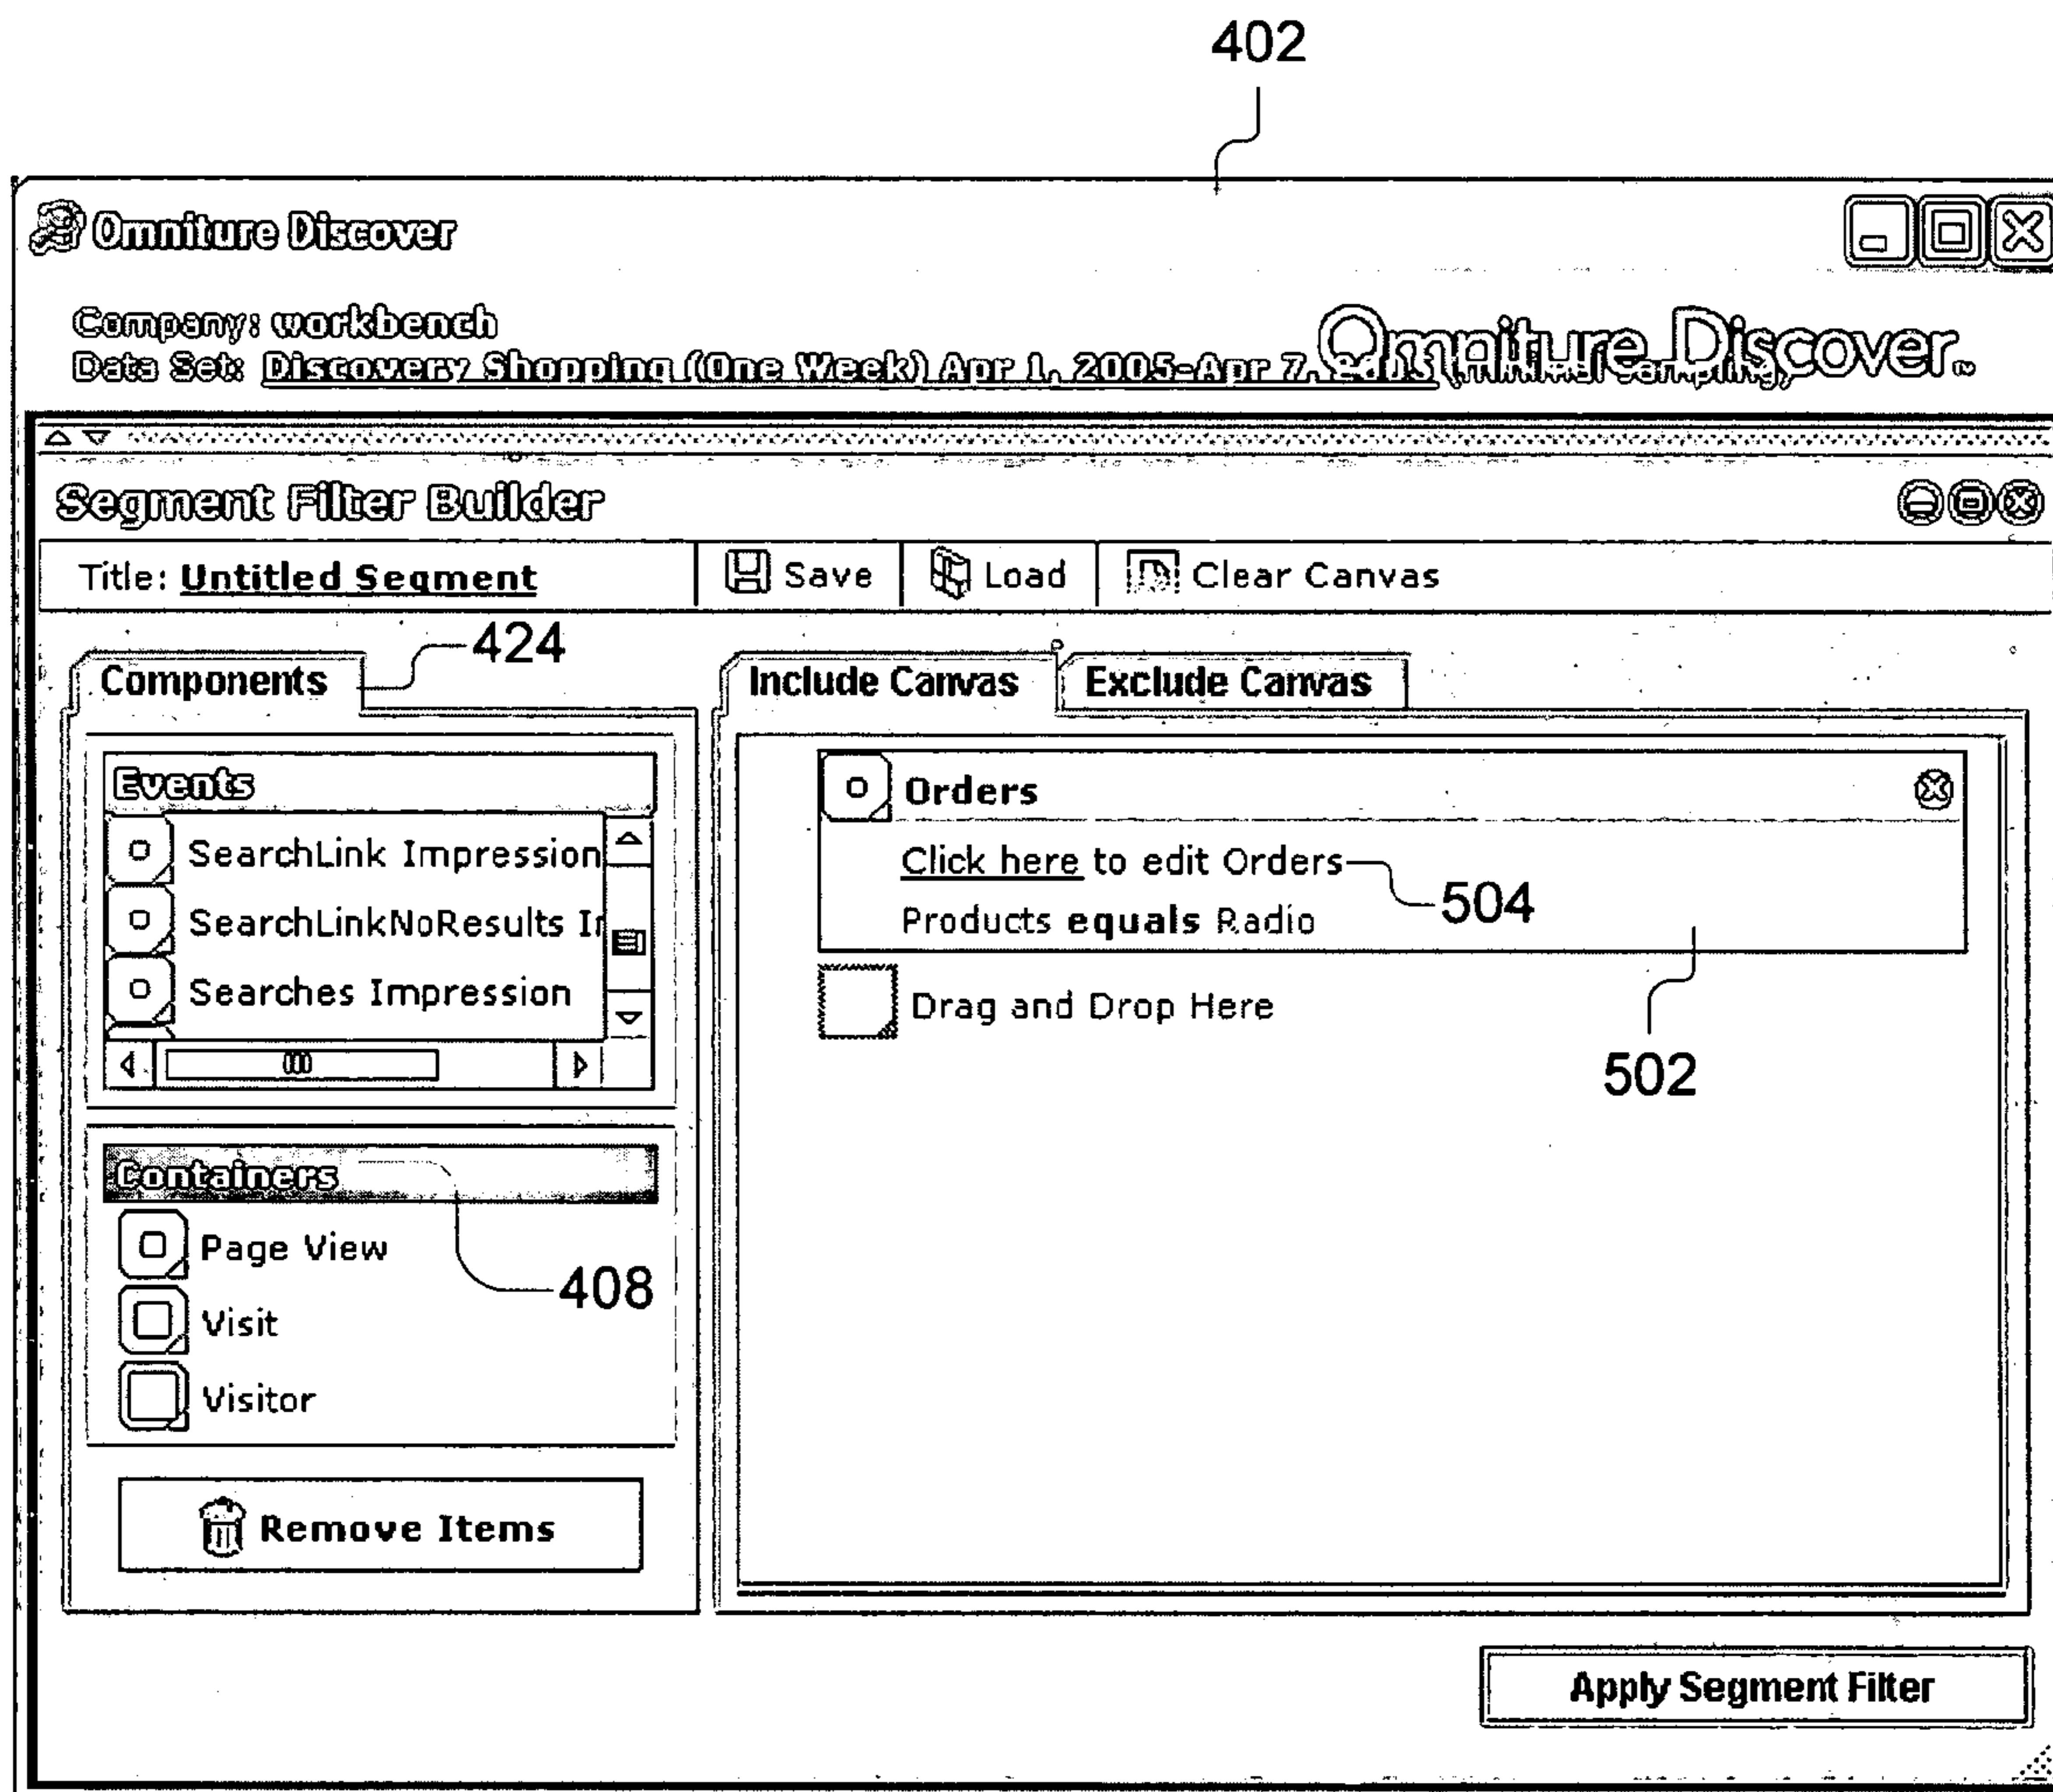 402
Omniture Discover
Company: workbench
Data Set: Discovery Shopping (One Week) Apr 1, 2005-Apr 7,
Omniture Discover™
Segment Filter Builder
Title: Untitled Segment
Save
Load
Clear Canvas
424
Components
Include Canvas
Exclude Canvas
Events
SearchLink Impression
SearchLinkNoResults
Searches Impression
Orders
Click here to edit Orders
504
Products equals Radio
502
Drag and Drop Here
Containers
408
Page View
Visit
Visitor
Remove Items
Apply Segment Filter